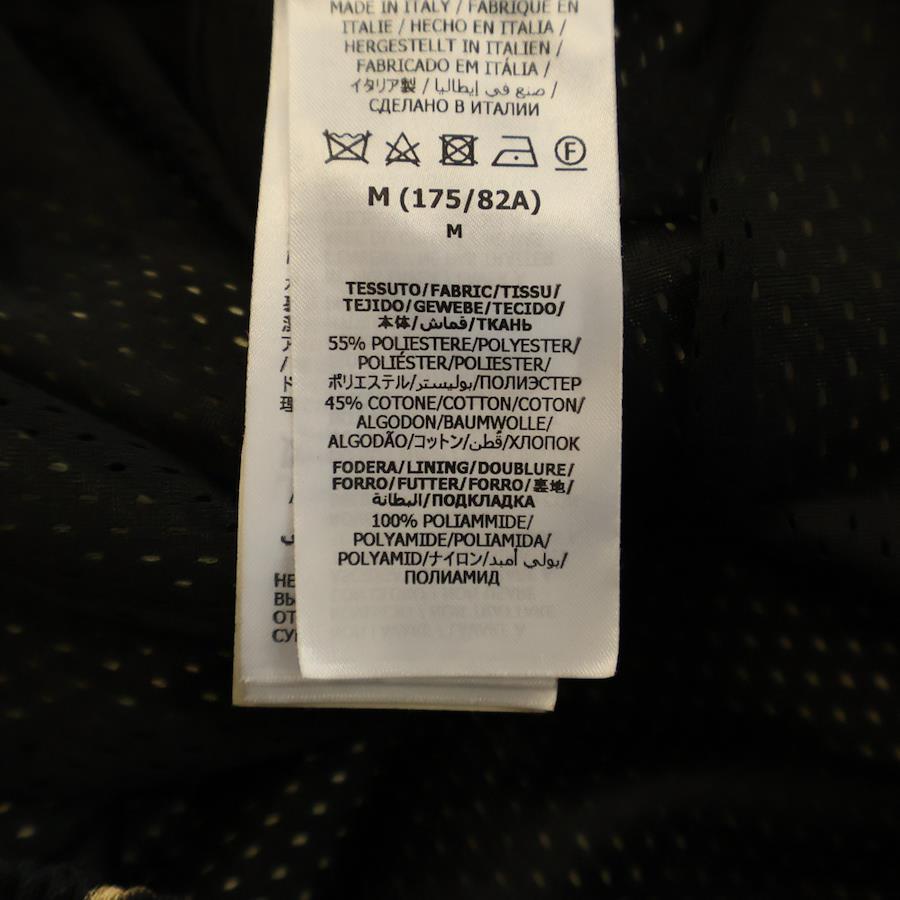 MADE IN ITALY / FABRIQUÉ EN
ITALIE / HECHO EN ITALIA /
HERGESTELLT IN ITALIEN /
FABRICADO EM ITÁLIA /
イタリア製 / صنع في إيطاليا /
СДЕЛАНО В ИТАЛИИ
F
M (175/82A)
M
TESSUTO/FABRIC/TISSU/
TEJIDO/GEWEBE/TECIDO/
本体/قماش/ТКАНЬ
55% POLIESTERE/POLYESTER/
POLIÉSTER/POLIESTER/
ポリエステル/بوليستر/ПОЛИЭСТЕР
45% COTONE/COTTON/COTON/
ALGODON/BAUMWOLLE/
ALGODÃO/コットン/قطن/ХЛОПОК
FODERA/LINING/DOUBLURE/
FORRO/FUTTER/FORRO/裏地/
البطانة/ПОДКЛАДКА
100% POLIAMMIDE/
POLYAMIDE/POLIAMIDA/
POLYAMID/ナイロン/بولي أميد/
ПОЛИАМИД